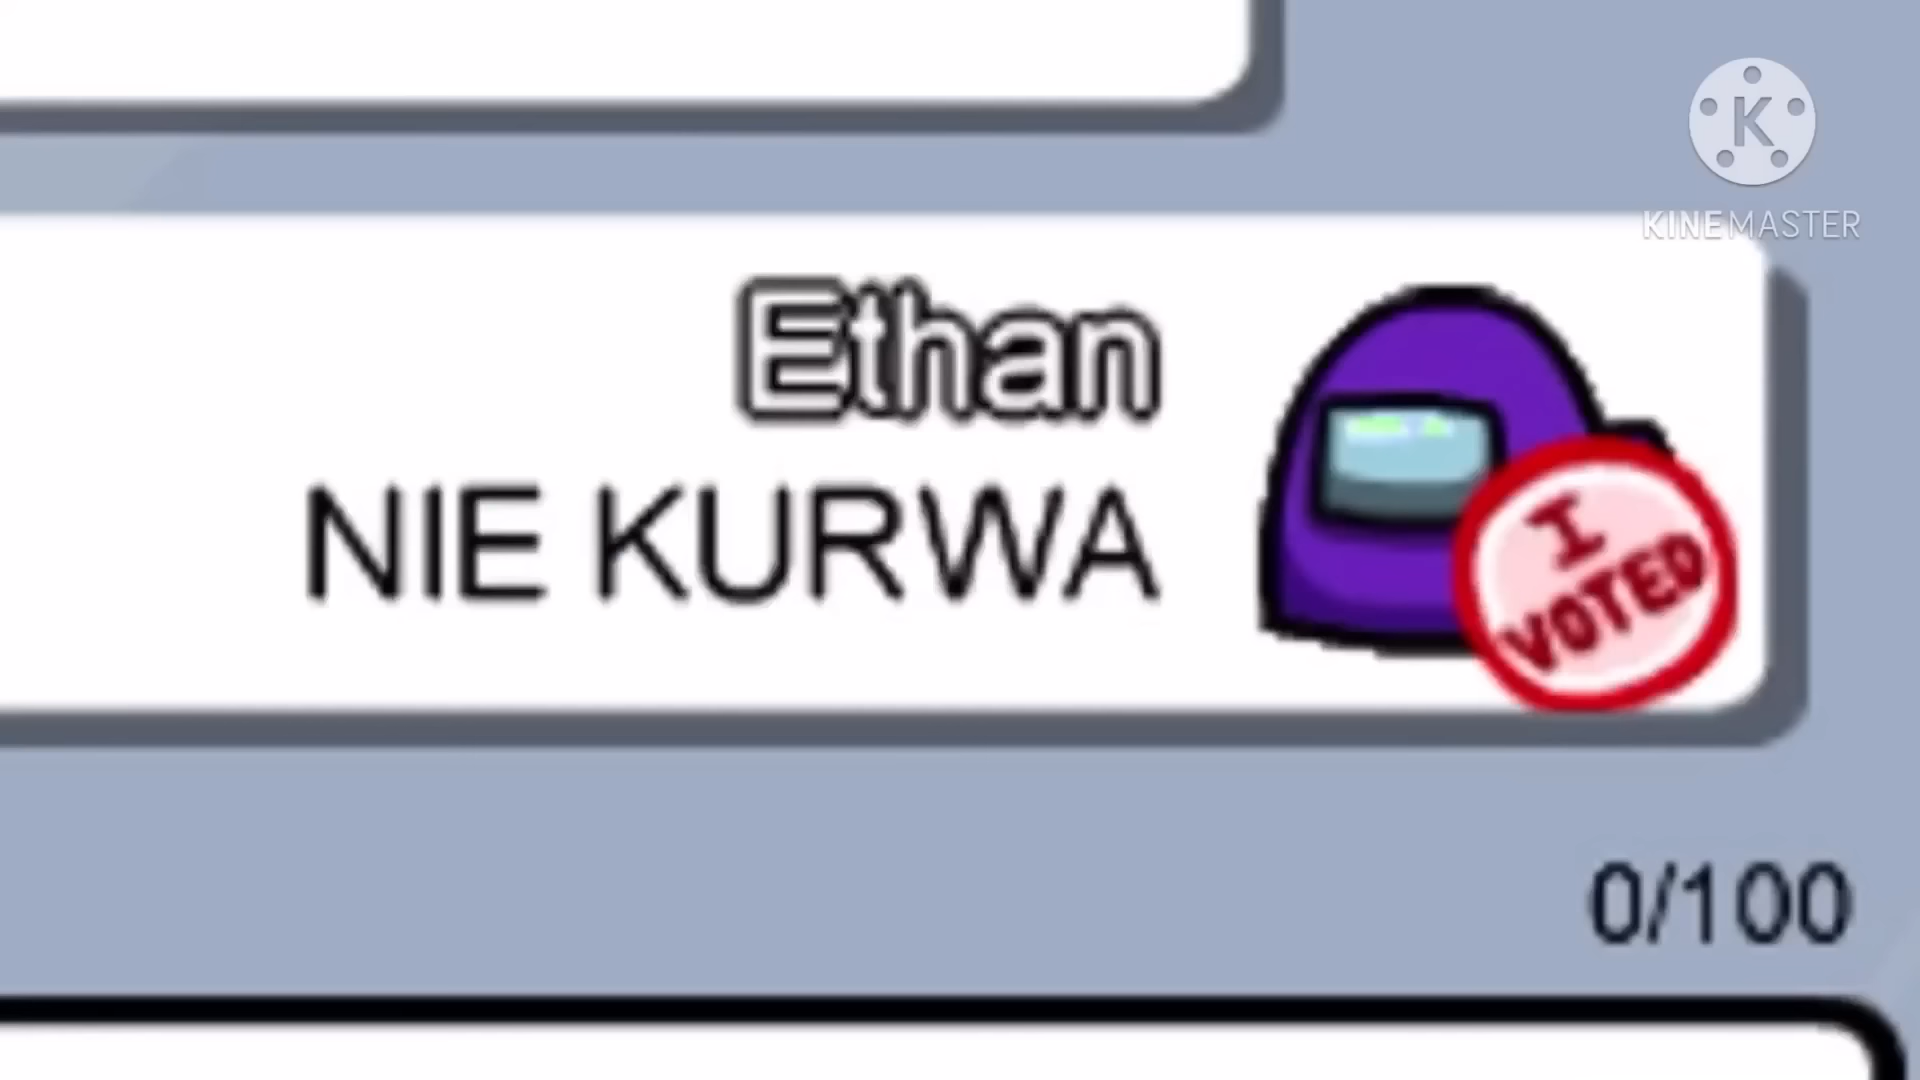 K
KINEMASTER
Ethan
NIE KURWA
I
VOTED
0/100